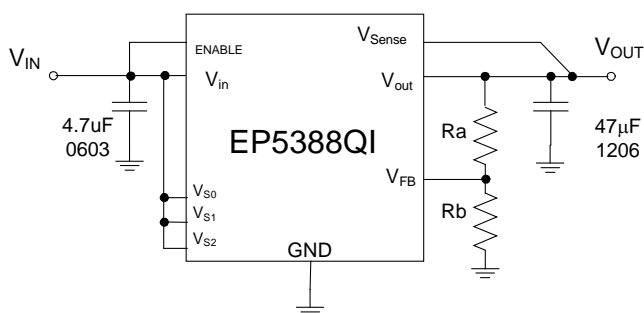 V_IN
ENABLE
V_in
4.7uF
0603
V_S0
V_S1
V_S2
EP5388QI
GND
V_Sense
V_out
V_FB
Ra
Rb
V_OUT
47μF
1206